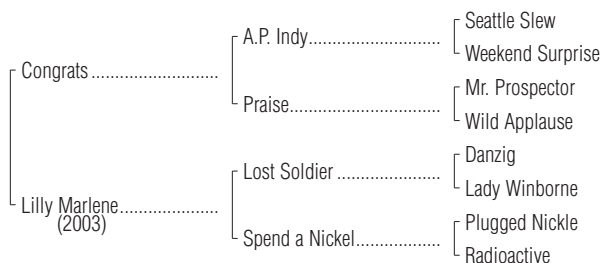 Seattle Slew
A.P. Indy
Weekend Surprise
Congrats
Mr. Prospector
Praise
Wild Applause
Danzig
Lost Soldier
Lady Winborne
Lilly Marlene
(2003)
Plugged Nickle
Spend a Nickel
Radioactive